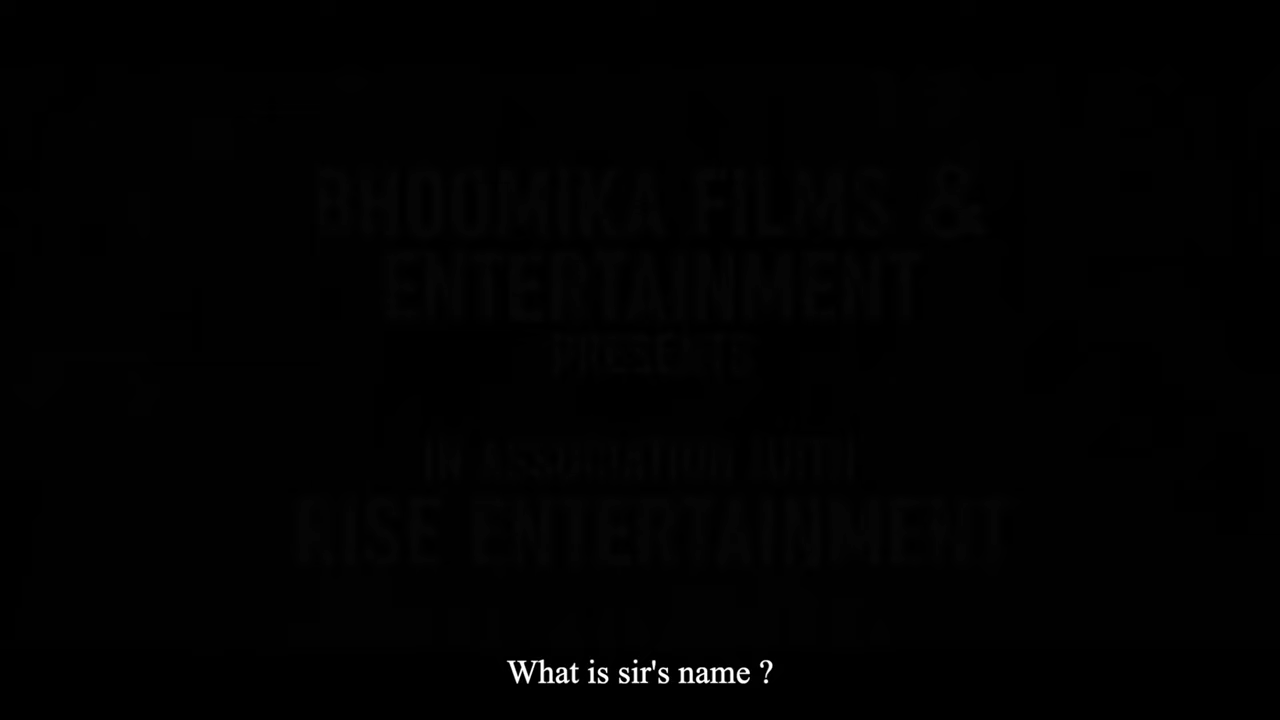 BHOOMIKA FILMS &
ENTERTAINMENT
PRESENTS
IN ASSOCIATION WITH
RISE ENTERTAINMENT
What is sir's name ?